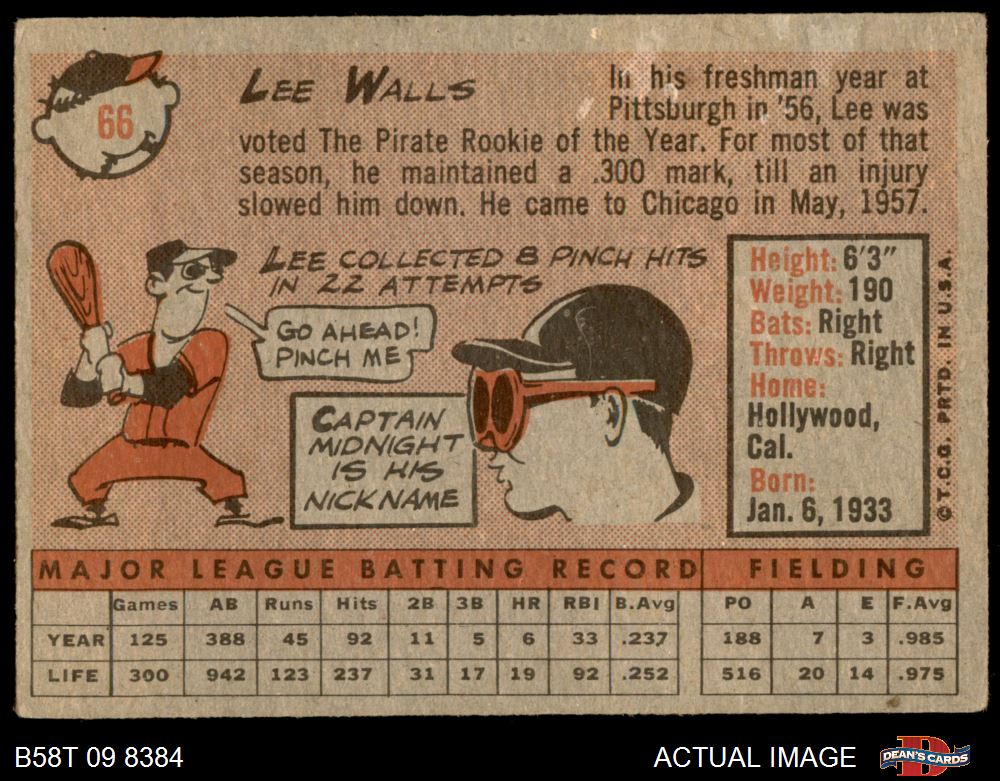 66
LEE WALLS
In his freshman year at
Pittsburgh in '56, Lee was
voted The Pirate Rookie of the Year. For most of that
season, he maintained a .300 mark, till an injury
slowed him down. He came to Chicago in May, 1957.
LEE COLLECTED 8 PINCH HITS
IN 22 ATTEMPTS
GO AHEAD!
PINCH ME
CAPTAIN
MIDNIGHT
IS HIS
NICKNAME
Height: 6'3"
Weight: 190
Bats: Right
Throws: Right
Home:
Hollywood,
Cal.
Born:
Jan. 6, 1933
© T.C.G. PRTD. IN U.S.A.
MAJOR LEAGUE BATTING RECORD FIELDING
Games AB Runs Hits 2B 3B HR RBI B.Avg PO A E F.Avg
YEAR 125 388 45 92 11 5 6 33 .237 188 7 3 .985
LIFE 300 942 123 237 31 17 19 92 .252 516 20 14 .975
B58T 09 8384
ACTUAL IMAGE
DEAN'S CARDS